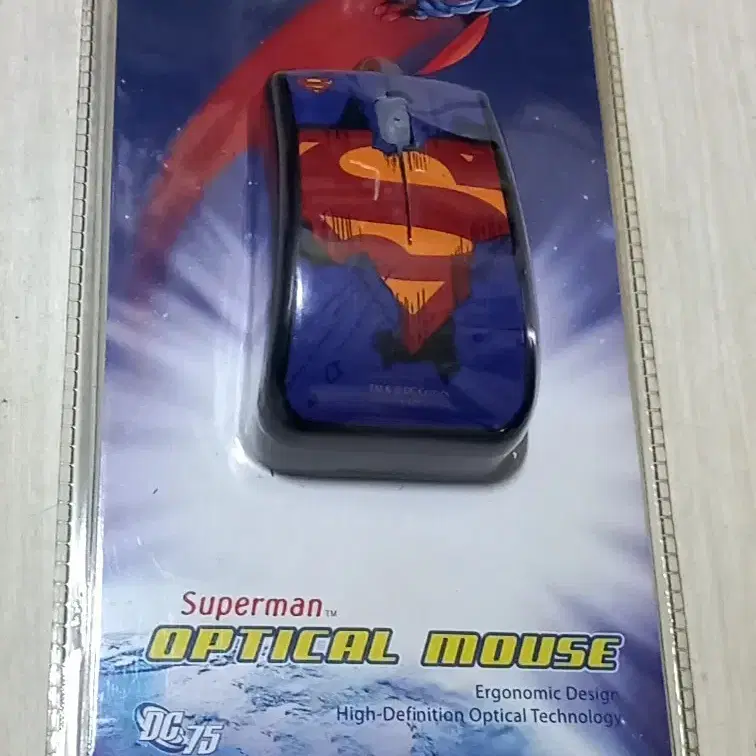 Superman™
OPTICAL MOUSE
Ergonomic Design
High-Definition Optical Technology
DC 75